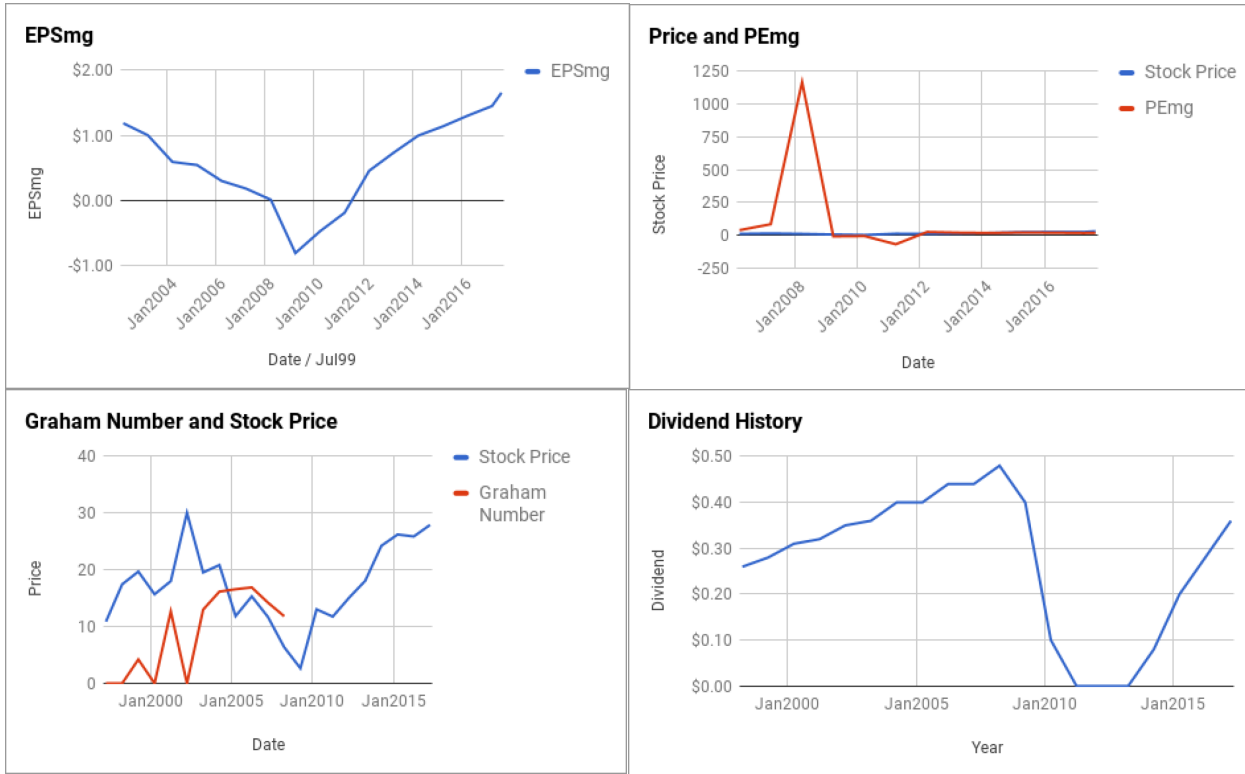 EPSmg
$2.00
$1.00
$0.00
-$1.00
EPSmg
EPSmg
Jan2004
Jan2006
Jan2008
Jan2010
Jan2012
Jan2014
Jan2016
Date / Jul99
Price and PEmg
1250
1000
750
500
250
0
-250
Stock Price
Stock Price
PEmg
Jan2008
Jan2010
Jan2012
Jan2014
Jan2016
Date
Graham Number and Stock Price
40
30
20
10
0
Price
Stock Price
Graham
Number
Jan2000
Jan2005
Jan2010
Jan2015
Date
Dividend History
$0.50
$0.40
$0.30
$0.20
$0.10
$0.00
Dividend
Jan2000
Jan2005
Jan2010
Jan2015
Year